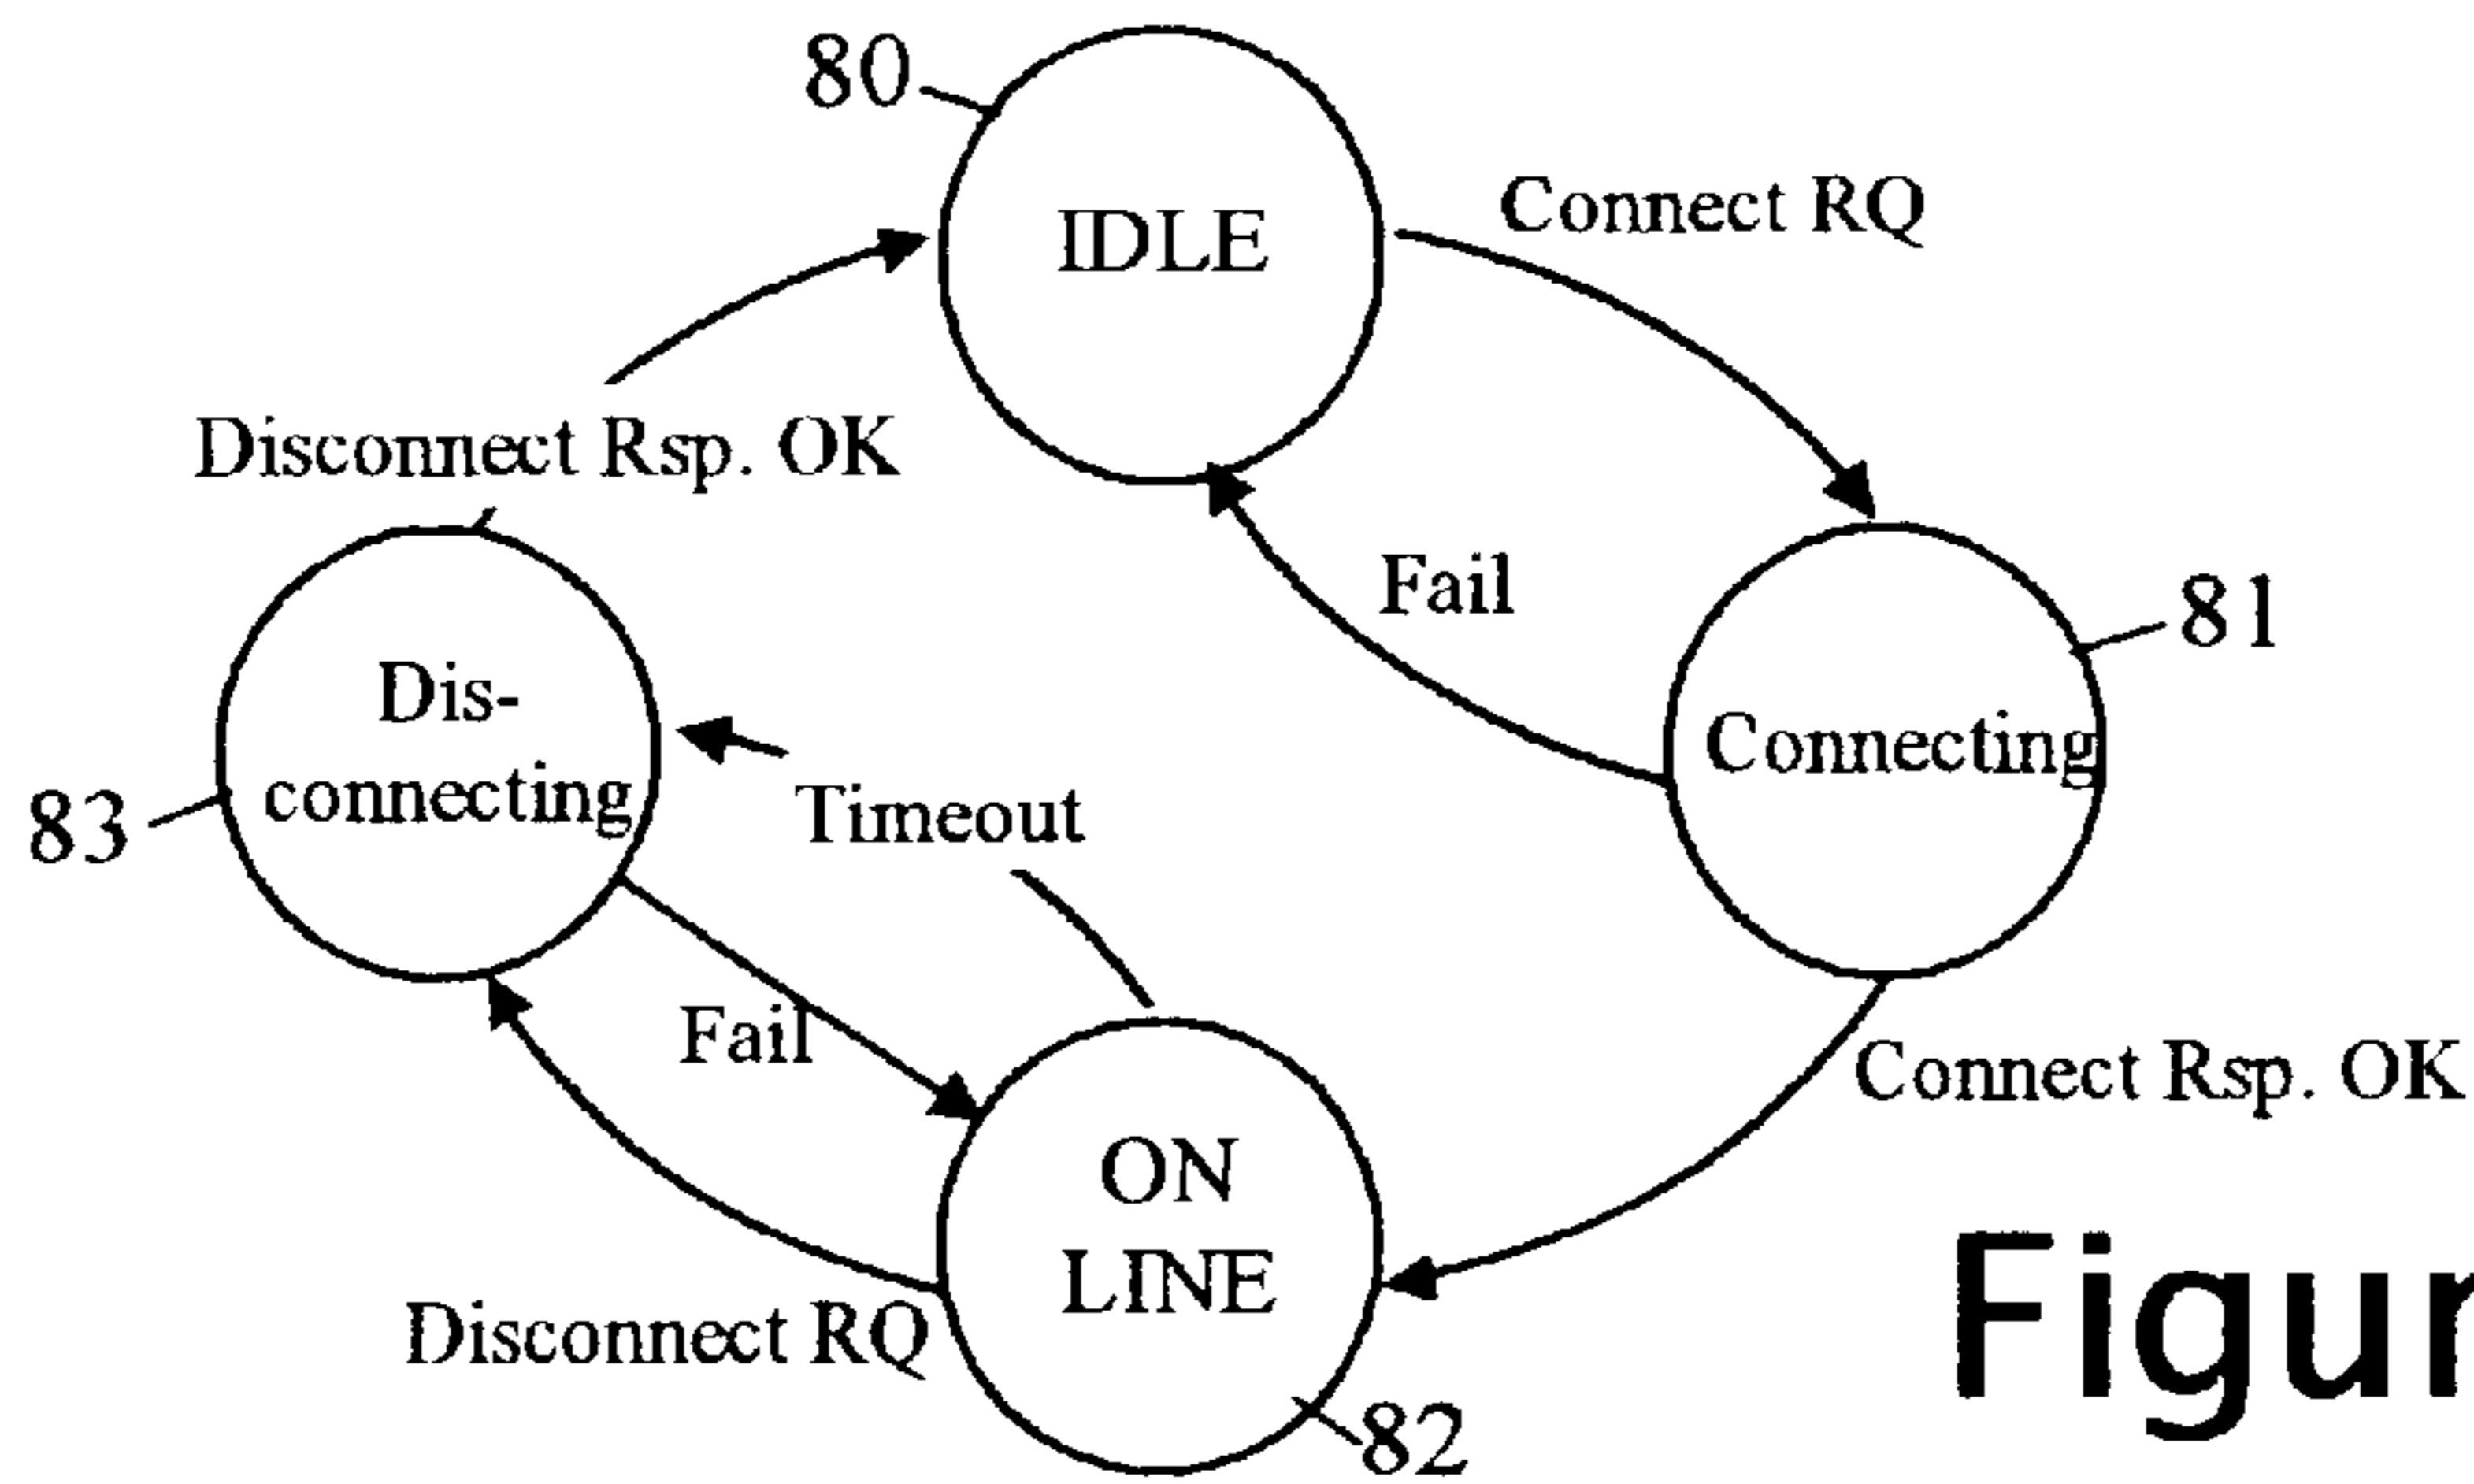 80
IDLE
Connect RQ
Disconnect Rsp. OK
Fail
81
Dis-
connecting
Connecting
83
Timeout
Fail
Connect Rsp. OK
ON
LINE
Disconnect RQ
82